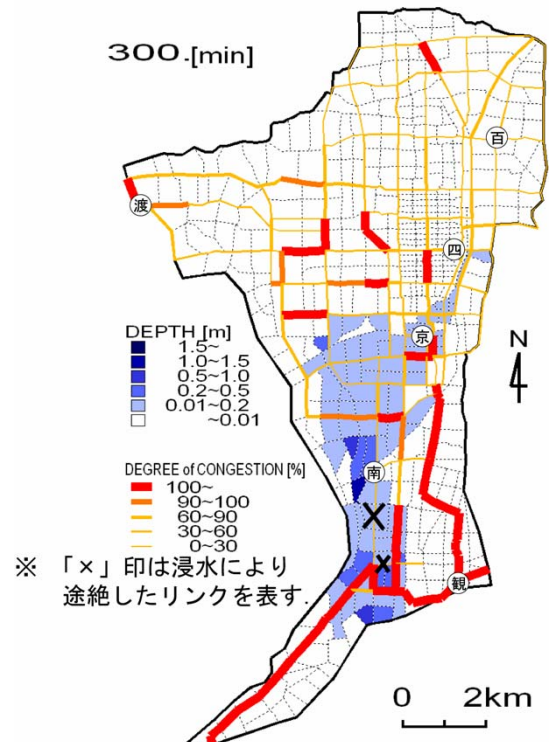 300.[min]
百
渡
四
京
N
DEPTH [m]
1.5~
1.0~1.5
0.5~1.0
0.2~0.5
0.01~0.2
~0.01
DEGREE of CONGESTION [%]
100~
90~100
60~90
30~60
0~30
南
※ 「×」印は浸水により
途絶したリンクを表す.
観
0 2km